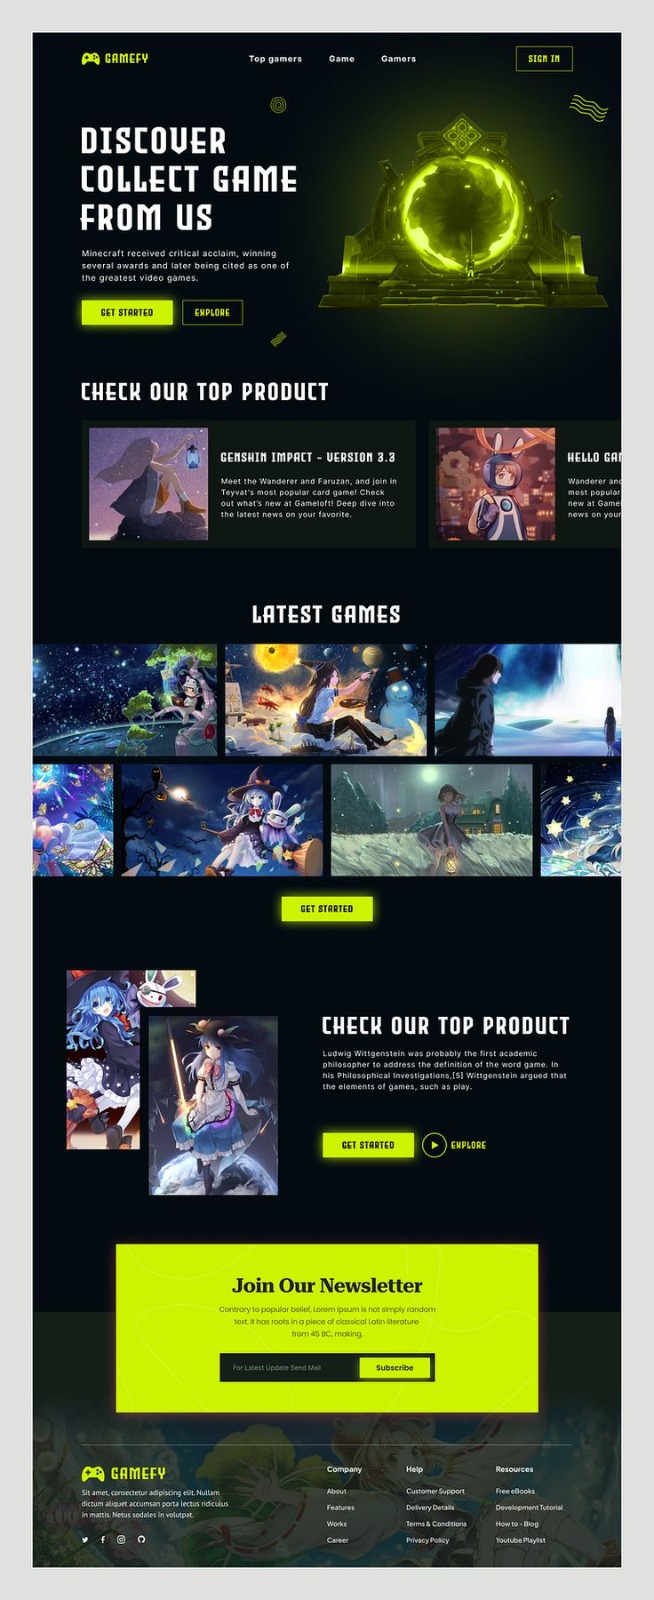 GAMEFY
Top gamers
Game
Gamers
SIGN IN
DISCOVER
COLLECT GAME
FROM US
Minecraft received critical acclaim, winning
several awards and later being cited as one of
the greatest video games.
GET STARTED
EXPLORE
CHECK OUR TOP PRODUCT
GENSHIN IMPACT - VERSION 3.3
Meet the Wanderer and Faruzan, and join in
Teyvat's most popular card game! Check
out what's new at Gameloft! Deep dive into
the latest news on your favorite.
HELLO GAM
Wanderer and
most popular
new at Gamelo
news on your
LATEST GAMES
GET STARTED
CHECK OUR TOP PRODUCT
Ludwig Wittgenstein was probably the first academic
philosopher to address the definition of the word game. In
his Philosophical Investigations,[5] Wittgenstein argued that
the elements of games, such as play.
GET STARTED
EXPLORE
Join Our Newsletter
Contrary to popular belief, Lorem Ipsum is not simply random
text. It has roots in a piece of classical Latin literature
from 45 BC, making.
For Latest Update Send Mail
Subscribe
GAMEFY
Sit amet, consectetur adipiscing elit. Nullam
dictum aliquet accumsan porta lectus ridiculus
in mattis. Netus sodales in volutpat.
Company
About
Features
Works
Career
Help
Customer Support
Delivery Details
Terms & Conditions
Privacy Policy
Resources
Free eBooks
Development Tutorial
How to - Blog
Youtube Playlist